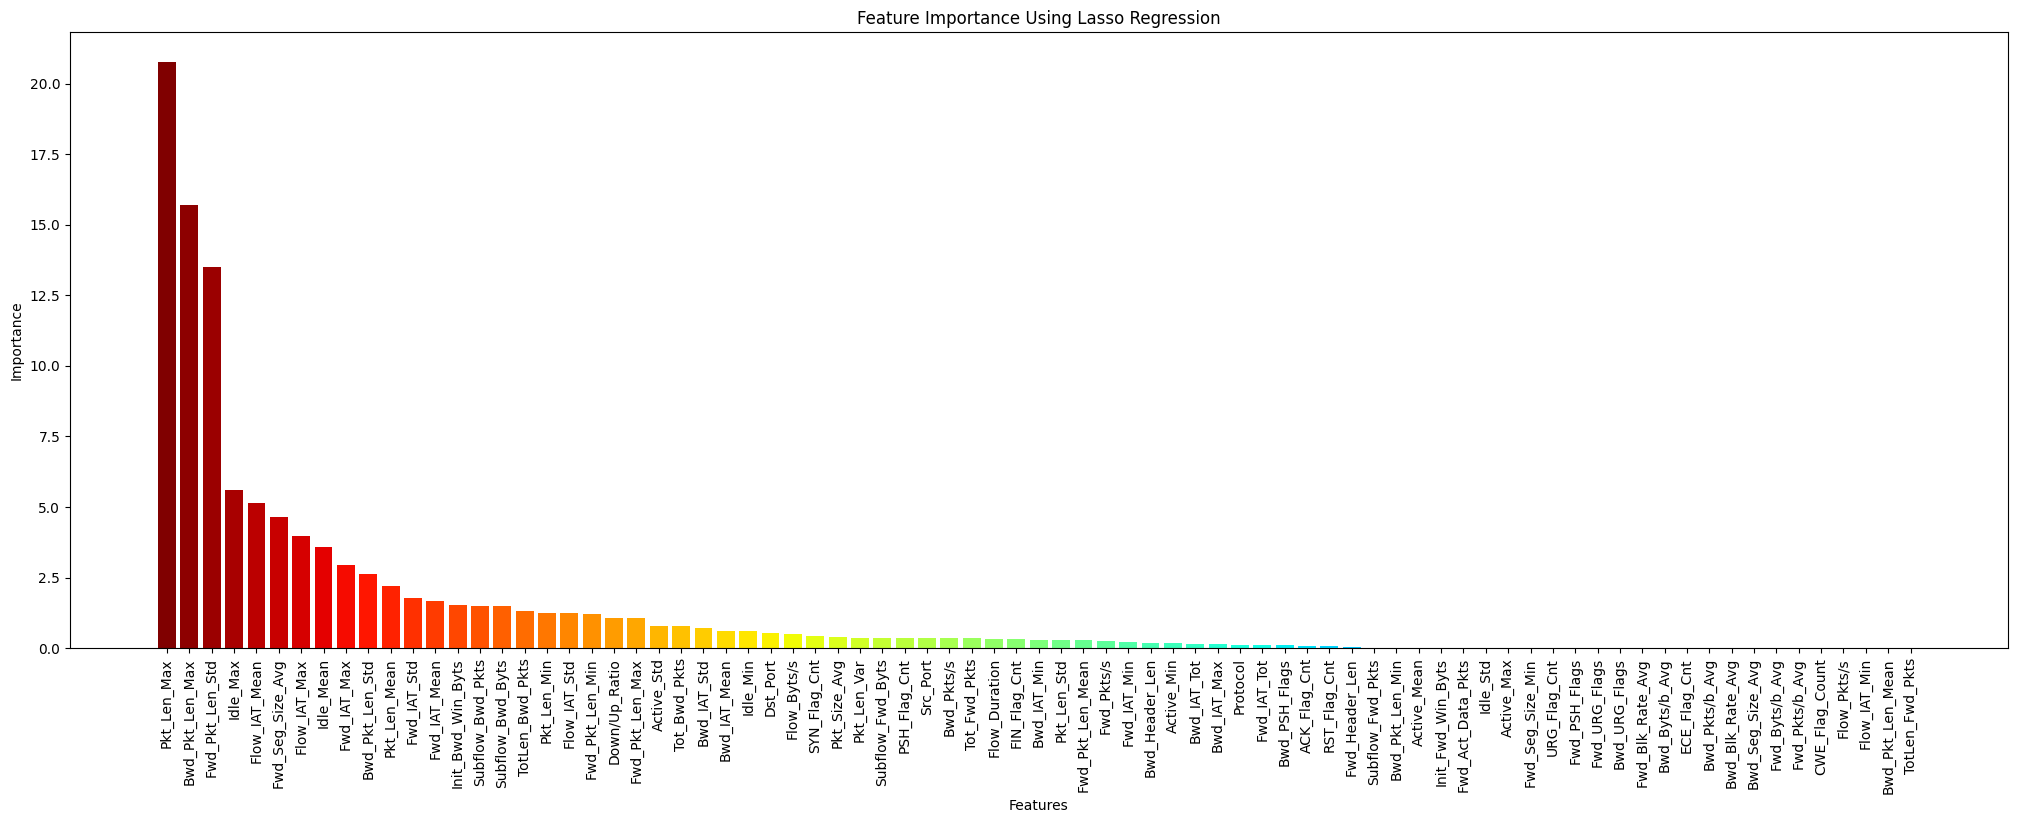 Feature Importance Using Lasso Regression
Importance
20.0
17.5
15.0
12.5
10.0
7.5
5.0
2.5
0.0
Pkt_Len_Max
Bwd_Pkt_Len_Max
Fwd_Pkt_Len_Std
Idle_Max
Flow_IAT_Mean
Fwd_Seg_Size_Avg
Flow_IAT_Max
Idle_Mean
Fwd_IAT_Max
Bwd_Pkt_Len_Std
Pkt_Len_Mean
Fwd_IAT_Std
Fwd_IAT_Mean
Init_Bwd_Win_Byts
Subflow_Bwd_Pkts
Subflow_Bwd_Byts
TotLen_Bwd_Pkts
Pkt_Len_Min
Flow_IAT_Std
Fwd_Pkt_Len_Min
Down/Up_Ratio
Fwd_Pkt_Len_Max
Active_Std
Tot_Bwd_Pkts
Bwd_IAT_Std
Bwd_IAT_Mean
Idle_Min
Dst_Port
Flow_Byts/s
SYN_Flag_Cnt
Pkt_Size_Avg
Pkt_Len_Var
Subflow_Fwd_Byts
PSH_Flag_Cnt
Src_Port
Bwd_Pkts/s
Tot_Fwd_Pkts
Flow_Duration
FIN_Flag_Cnt
Bwd_IAT_Min
Pkt_Len_Std
Fwd_Pkt_Len_Mean
Fwd_Pkts/s
Fwd_IAT_Min
Bwd_Header_Len
Active_Min
Bwd_IAT_Tot
Bwd_IAT_Max
Protocol
Fwd_IAT_Tot
Bwd_PSH_Flags
ACK_Flag_Cnt
RST_Flag_Cnt
Fwd_Header_Len
Subflow_Fwd_Pkts
Bwd_Pkt_Len_Min
Active_Mean
Init_Fwd_Win_Byts
Fwd_Act_Data_Pkts
Idle_Std
Active_Max
Fwd_Seg_Size_Min
URG_Flag_Cnt
Fwd_PSH_Flags
Fwd_URG_Flags
Bwd_URG_Flags
Fwd_Blk_Rate_Avg
Bwd_Byts/b_Avg
ECE_Flag_Cnt
Bwd_Pkts/b_Avg
Bwd_Blk_Rate_Avg
Bwd_Seg_Size_Avg
Fwd_Byts/b_Avg
Fwd_Pkts/b_Avg
CWE_Flag_Count
Flow_Pkts/s
Flow_IAT_Min
Bwd_Pkt_Len_Mean
TotLen_Fwd_Pkts
Features